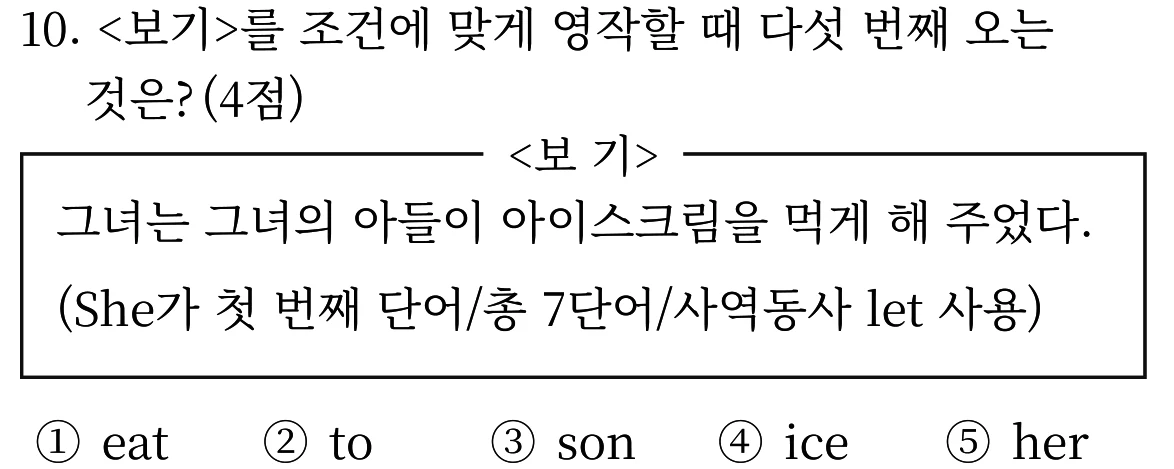 10. <보기>를 조건에 맞게 영작할 때 다섯 번째 오는
것은?(4점)
<보 기>
그녀는 그녀의 아들이 아이스크림을 먹게 해 주었다.
(She가 첫 번째 단어/총 7단어/사역동사 let 사용)
① eat ② to ③ son ④ ice ⑤ her